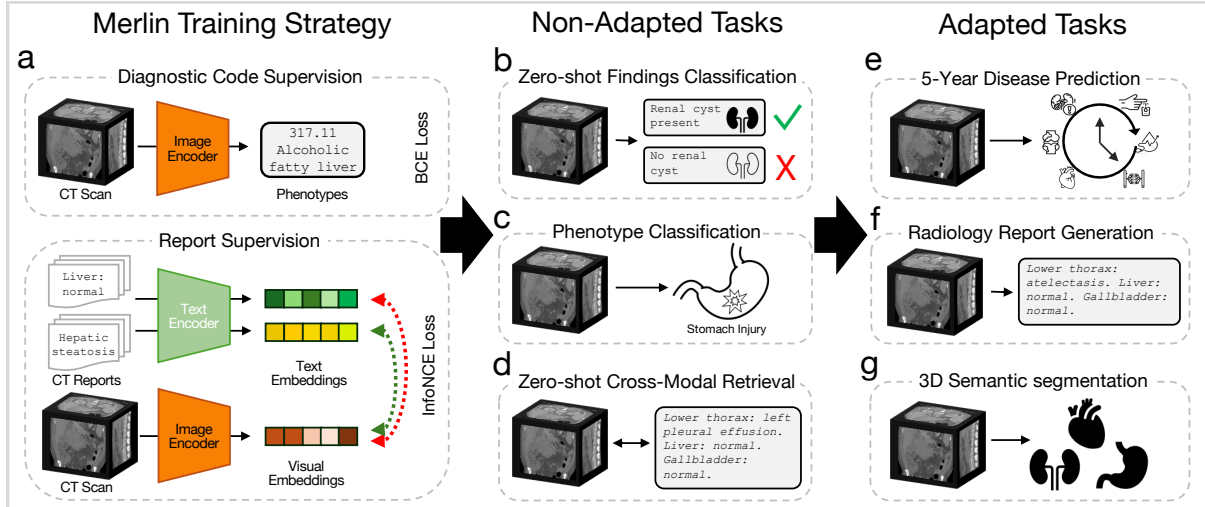 Merlin Training Strategy
Non-Adapted Tasks
Adapted Tasks
a
Diagnostic Code Supervision
CT Scan
Image
Encoder
317.11
Alcoholic
fatty liver
Phenotypes
BCE Loss
Report Supervision
Liver:
normal
Hepatic
steatosis
CT Reports
Text
Encoder
Text
Embeddings
CT Scan
Image
Encoder
Visual
Embeddings
InfoNCE Loss
b
Zero-shot Findings Classification
Renal cyst
present
No renal
cyst
X
c
Phenotype Classification
Stomach Injury
d
Zero-shot Cross-Modal Retrieval
Lower thorax: left
pleural effusion.
Liver: normal.
Gallbladder:
normal.
e
5-Year Disease Prediction
f
Radiology Report Generation
Lower thorax:
atelectasis. Liver:
normal. Gallbladder:
normal.
g
3D Semantic segmentation